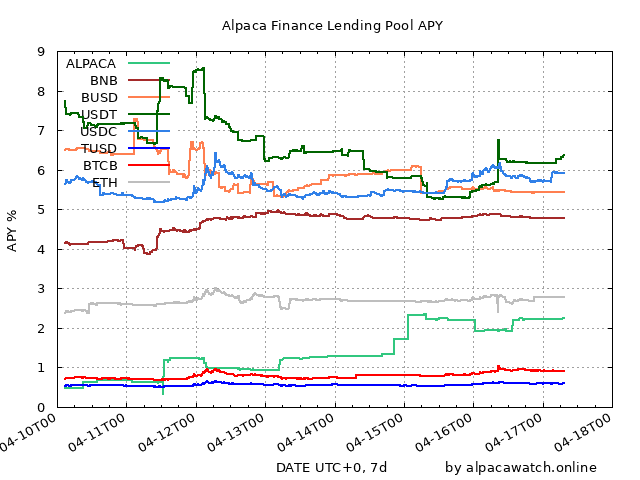 Alpaca Finance Lending Pool APY
9
8
7
6
5
4
3
2
1
0
APY %
ALPACA
BNB
BUSD
USDT
USDC
TUSD
BTCB
ETH
04-10T00
04-11T00
04-12T00
04-13T00
04-14T00
04-15T00
04-16T00
04-17T00
04-18T00
DATE UTC+0, 7d
by alpacawatch.online